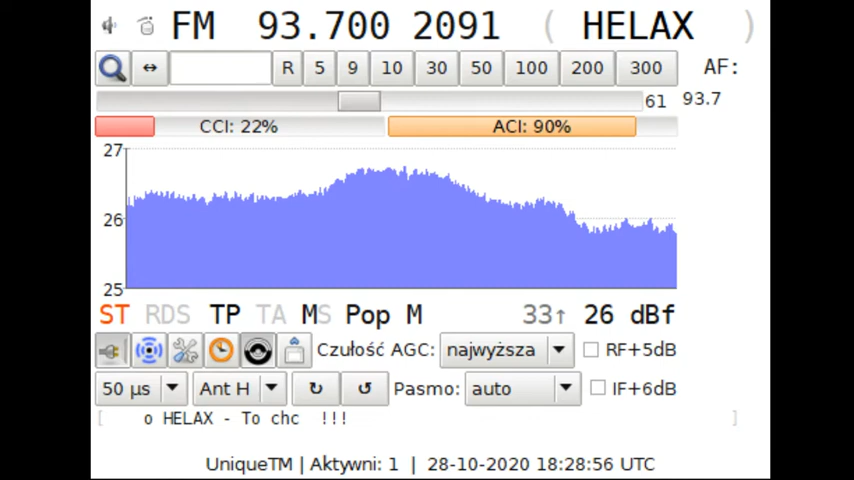 FM 93.700 2091 ( HELAX )
R 5 9 10 30 50 100 200 300 AF:
61 93.7
CCI: 22% ACI: 90%
27
26
25
ST RDS TP TA MS Pop M 33↑ 26 dBf
Czułość AGC: najwyższa RF+5dB
50 µs Ant H ↻ ↺ Pasmo: auto IF+6dB
[ o HELAX - To chc !!! ]
UniqueTM | Aktywni: 1 | 28-10-2020 18:28:56 UTC